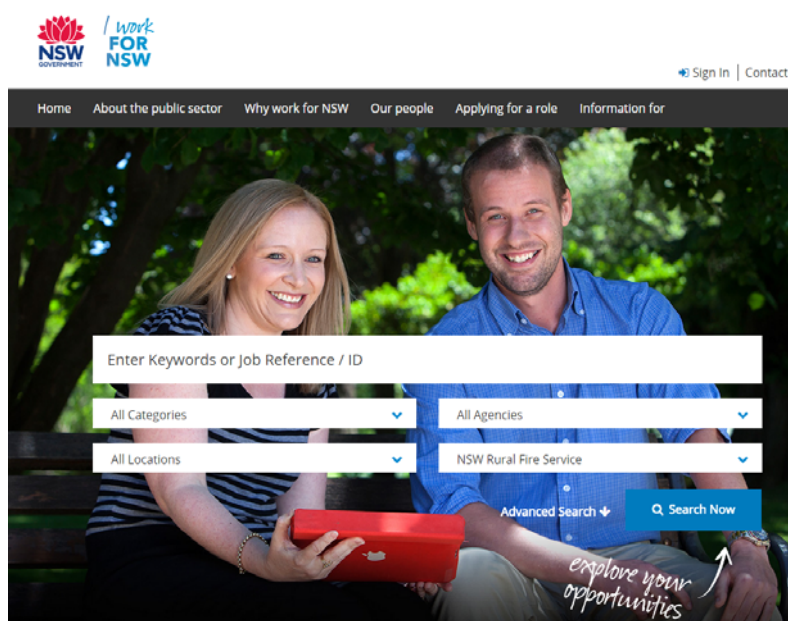 NSW
GOVERNMENT
I work
FOR
NSW
Sign In | Contact
Home About the public sector Why work for NSW Our people Applying for a role Information for
Enter Keywords or Job Reference / ID
All Categories All Agencies
All Locations NSW Rural Fire Service
Advanced Search Search Now
explore your
opportunities